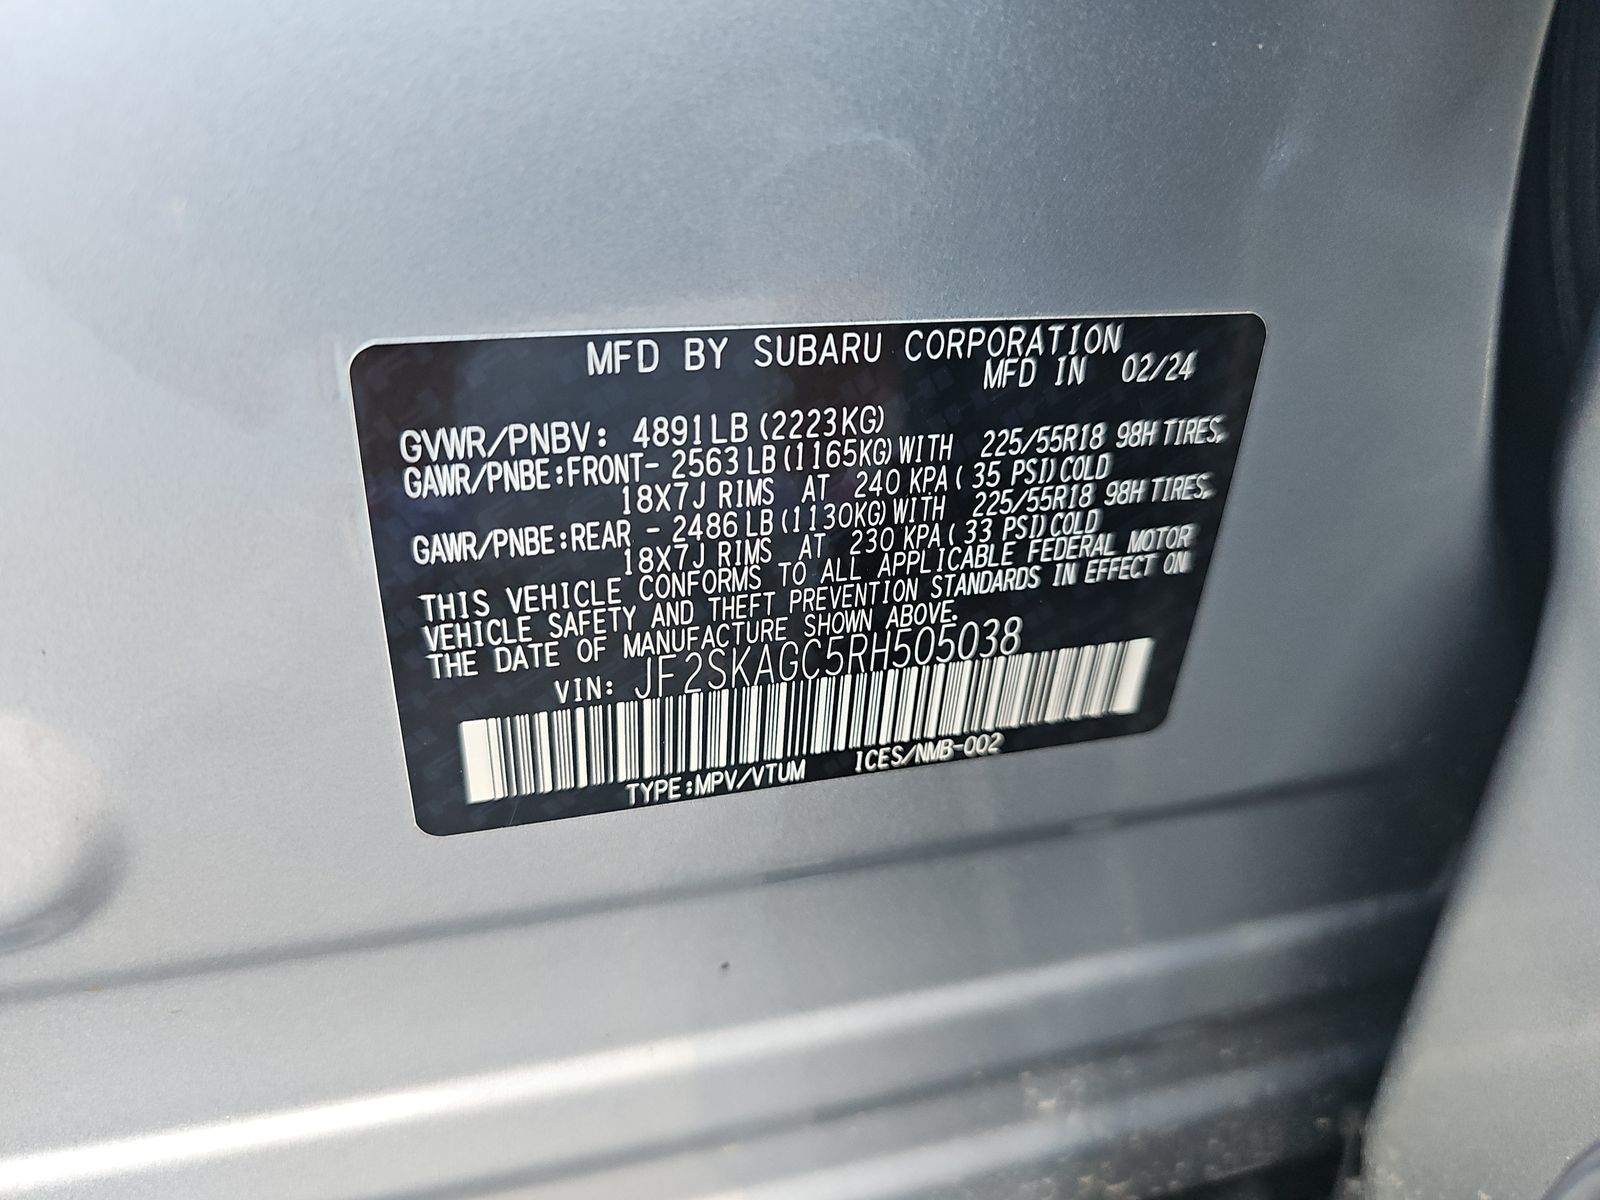 MFD BY SUBARU CORPORATION
MFD IN 02/24
GVWR/PNBV: 4891LB (2223KG)
GAWR/PNBE:FRONT- 2563LB (1165KG) WITH 225/55R18 98H TIRES,
18X7J RIMS AT 240 KPA ( 35 PSI) COLD
GAWR/PNBE:REAR - 2486LB (1130KG) WITH 225/55R18 98H TIRES,
18X7J RIMS AT 230 KPA ( 33 PSI) COLD
THIS VEHICLE CONFORMS TO ALL APPLICABLE FEDERAL MOTOR
VEHICLE SAFETY AND THEFT PREVENTION STANDARDS IN EFFECT ON
THE DATE OF MANUFACTURE SHOWN ABOVE.
VIN: JF2SKAGC5RH505038
TYPE:MPV/VTUM ICES/NMB-002